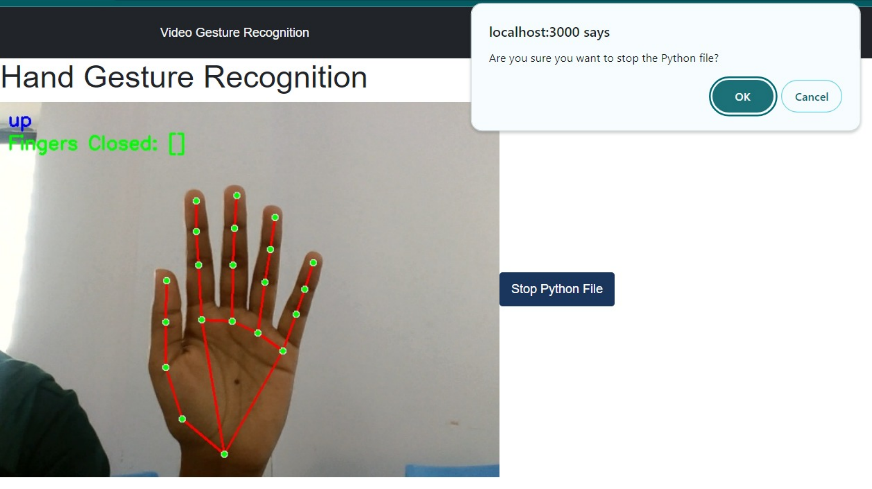 Video Gesture Recognition
localhost:3000 says
Are you sure you want to stop the Python file?
OK
Cancel
Hand Gesture Recognition
up
Fingers Closed: []
Stop Python File